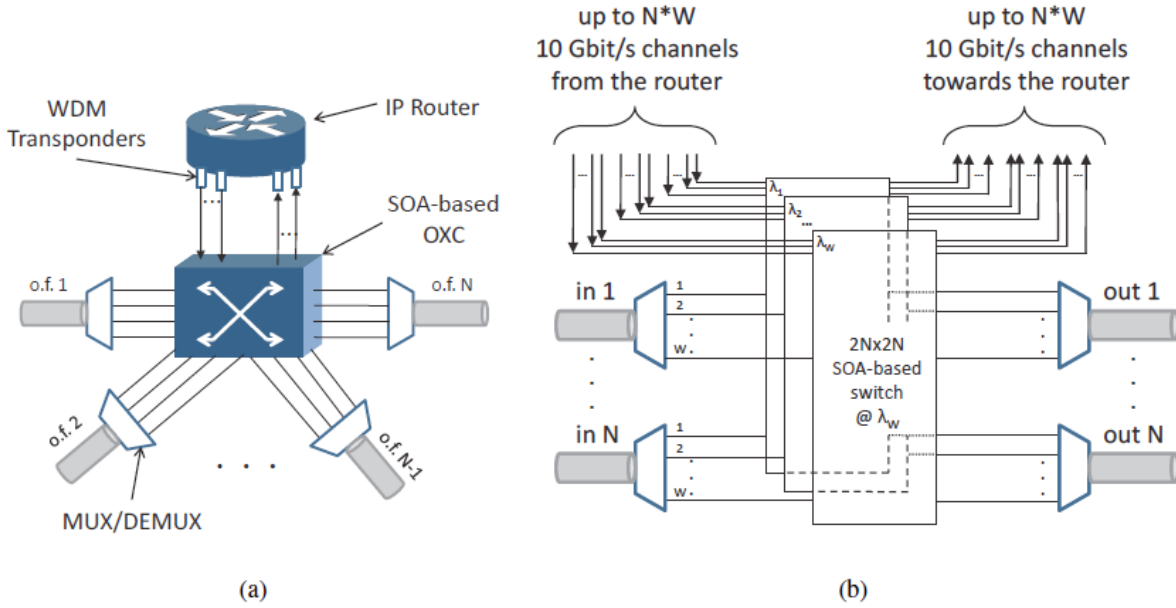 WDM
Transponders
IP Router
SOA-based
OXC
...
...
o.f. 1
o.f. N
o.f. 2
o.f. N-1
. . .
MUX/DEMUX
(a)
up to N*W
10 Gbit/s channels
from the router
up to N*W
10 Gbit/s channels
towards the router
... ... ...
... ... ...
λ1
λ2
...
λW
in 1
1
2
W
out 1
2Nx2N
SOA-based
switch
@ λW
in N
1
2
W
out N
(b)